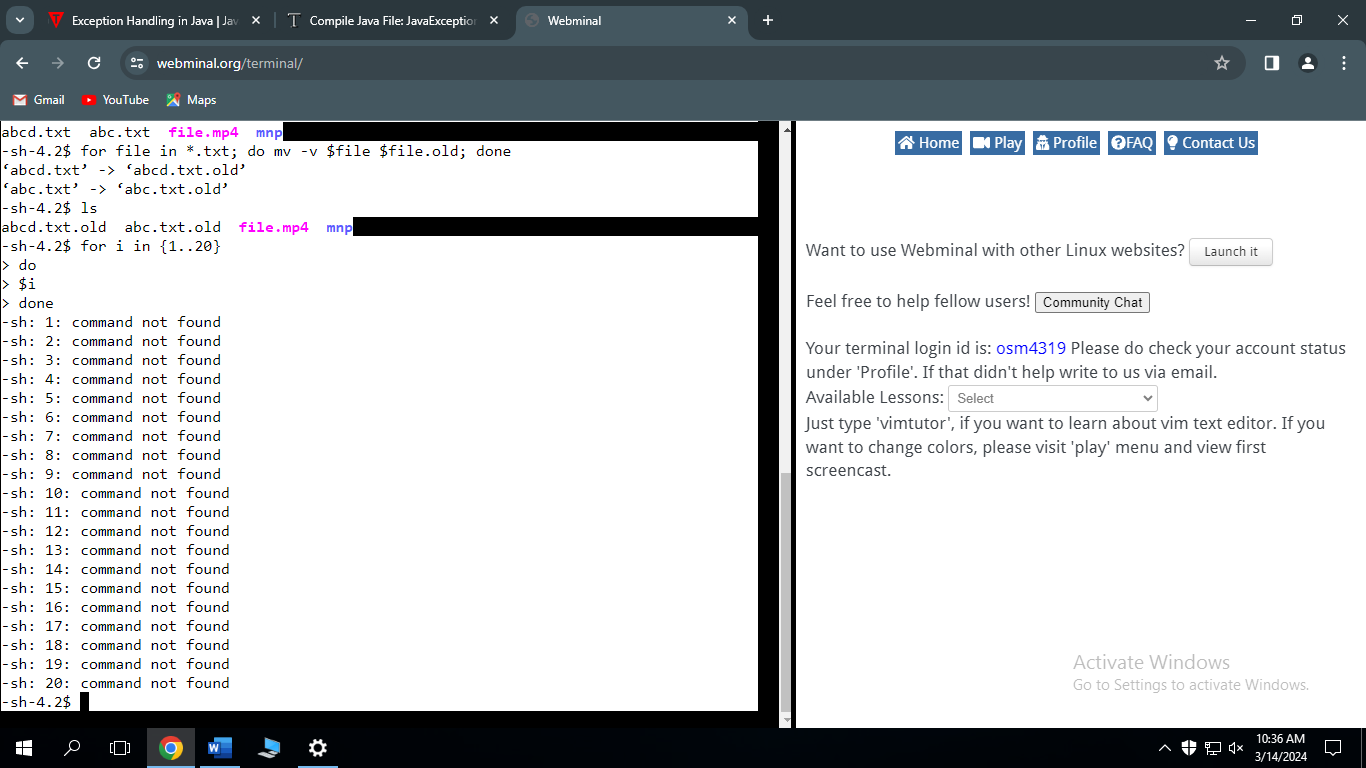 Exception Handling in Java | Jav
Compile Java File: JavaException
Webminal
webminal.org/terminal/
Gmail
YouTube
Maps
abcd.txt abc.txt file.mp4 mnp
-sh-4.2$ for file in *.txt; do mv -v $file $file.old; done
‘abcd.txt’ -> ‘abcd.txt.old’
‘abc.txt’ -> ‘abc.txt.old’
-sh-4.2$ ls
abcd.txt.old abc.txt.old file.mp4 mnp
-sh-4.2$ for i in {1..20}
> do
> $i
> done
-sh: 1: command not found
-sh: 2: command not found
-sh: 3: command not found
-sh: 4: command not found
-sh: 5: command not found
-sh: 6: command not found
-sh: 7: command not found
-sh: 8: command not found
-sh: 9: command not found
-sh: 10: command not found
-sh: 11: command not found
-sh: 12: command not found
-sh: 13: command not found
-sh: 14: command not found
-sh: 15: command not found
-sh: 16: command not found
-sh: 17: command not found
-sh: 18: command not found
-sh: 19: command not found
-sh: 20: command not found
-sh-4.2$
Home Play Profile FAQ Contact Us
Want to use Webminal with other Linux websites? Launch it
Feel free to help fellow users! Community Chat
Your terminal login id is: osm4319 Please do check your account status
under 'Profile'. If that didn't help write to us via email.
Available Lessons: Select
Just type 'vimtutor', if you want to learn about vim text editor. If you
want to change colors, please visit 'play' menu and view first
screencast.
Activate Windows
Go to Settings to activate Windows.
10:36 AM
3/14/2024